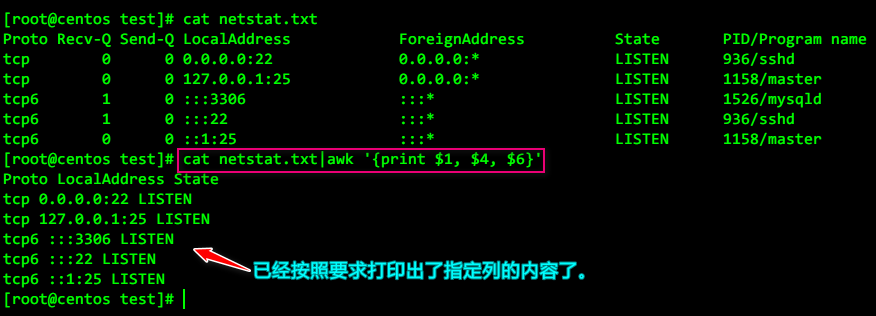 [root@centos test]# cat netstat.txt
Proto Recv-Q Send-Q LocalAddress ForeignAddress State PID/Program name
tcp 0 0 0.0.0.0:22 0.0.0.0:* LISTEN 936/sshd
tcp 0 0 127.0.0.1:25 0.0.0.0:* LISTEN 1158/master
tcp6 1 0 :::3306 :::* LISTEN 1526/mysqld
tcp6 1 0 :::22 :::* LISTEN 936/sshd
tcp6 0 0 ::1:25 :::* LISTEN 1158/master
[root@centos test]# cat netstat.txt|awk '{print $1, $4, $6}'
Proto LocalAddress State
tcp 0.0.0.0:22 LISTEN
tcp 127.0.0.1:25 LISTEN
tcp6 :::3306 LISTEN
tcp6 :::22 LISTEN
已经按照要求打印出了指定列的内容了。
tcp6 ::1:25 LISTEN
[root@centos test]#